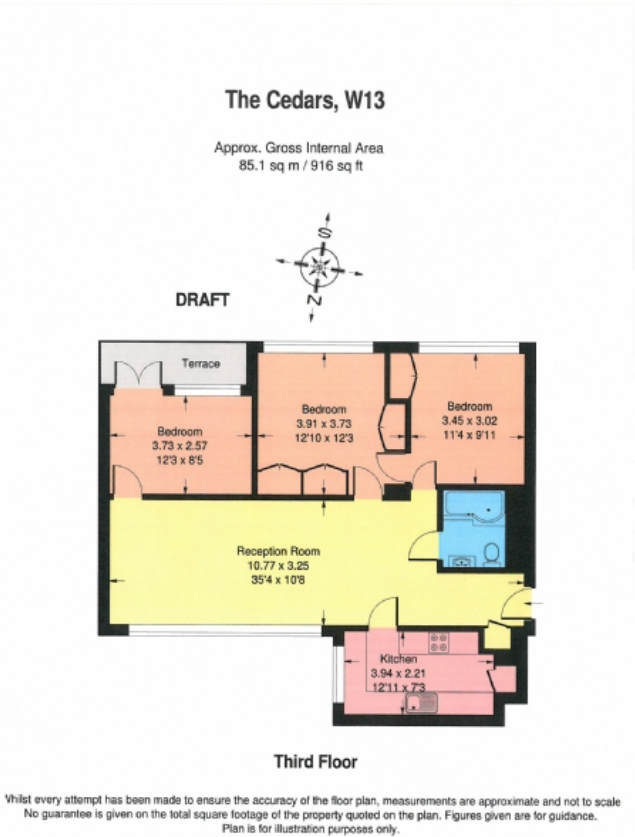 The Cedars, W13
Approx. Gross Internal Area
85.1 sq m / 916 sq ft
S
N
DRAFT
Terrace
Bedroom
3.73 x 2.57
12'3 x 8'5
Bedroom
3.91 x 3.73
12'10 x 12'3
Bedroom
3.45 x 3.02
11'4 x 9'11
Reception Room
10.77 x 3.25
35'4 x 10'8
Kitchen
3.94 x 2.21
12'11 x 7'3
Third Floor
Whilst every attempt has been made to ensure the accuracy of the floor plan, measurements are approximate and not to scale
No guarantee is given on the total square footage of the property quoted on the plan. Figures given are for guidance.
Plan is for illustration purposes only.